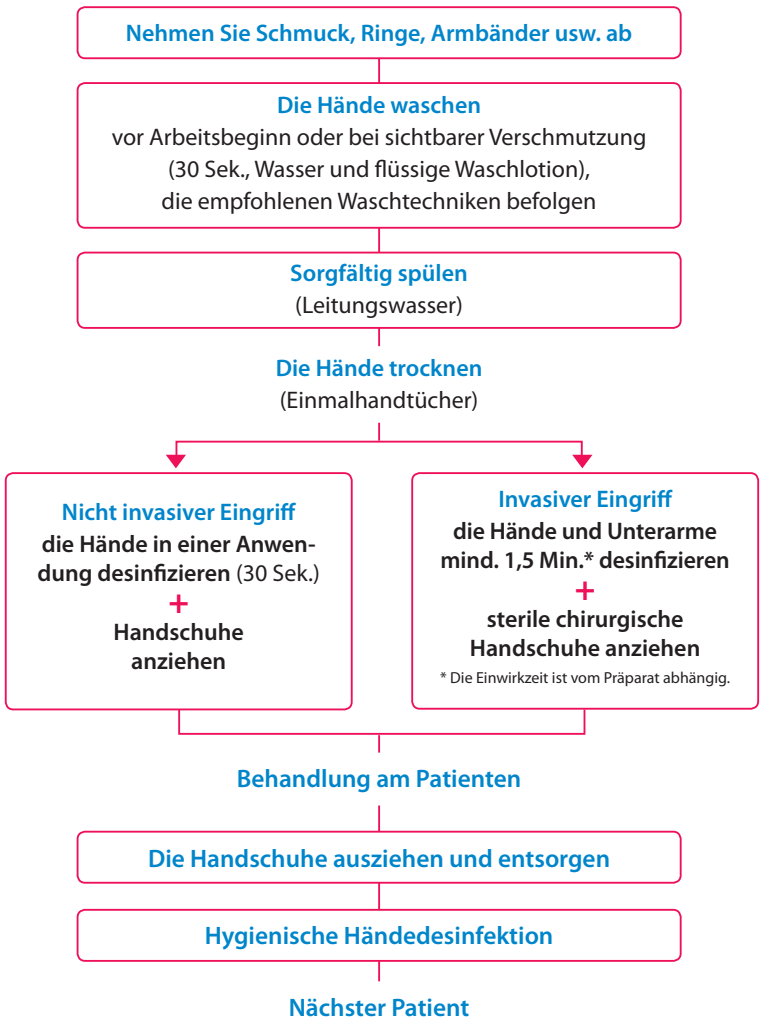 Nehmen Sie Schmuck, Ringe, Armbänder usw. ab
Die Hände waschen
vor Arbeitsbeginn oder bei sichtbarer Verschmutzung
(30 Sek., Wasser und flüssige Waschlotion),
die empfohlenen Waschtechniken befolgen
Sorgfältig spülen
(Leitungswasser)
Die Hände trocknen
(Einmalhandtücher)
Nicht invasiver Eingriff
die Hände in einer Anwen-
dung desinfizieren (30 Sek.)
+
Handschuhe
anziehen
Invasiver Eingriff
die Hände und Unterarme
mind. 1,5 Min.* desinfizieren
+
sterile chirurgische
Handschuhe anziehen
* Die Einwirkzeit ist vom Präparat abhängig.
Behandlung am Patienten
Die Handschuhe ausziehen und entsorgen
Hygienische Händedesinfektion
Nächster Patient